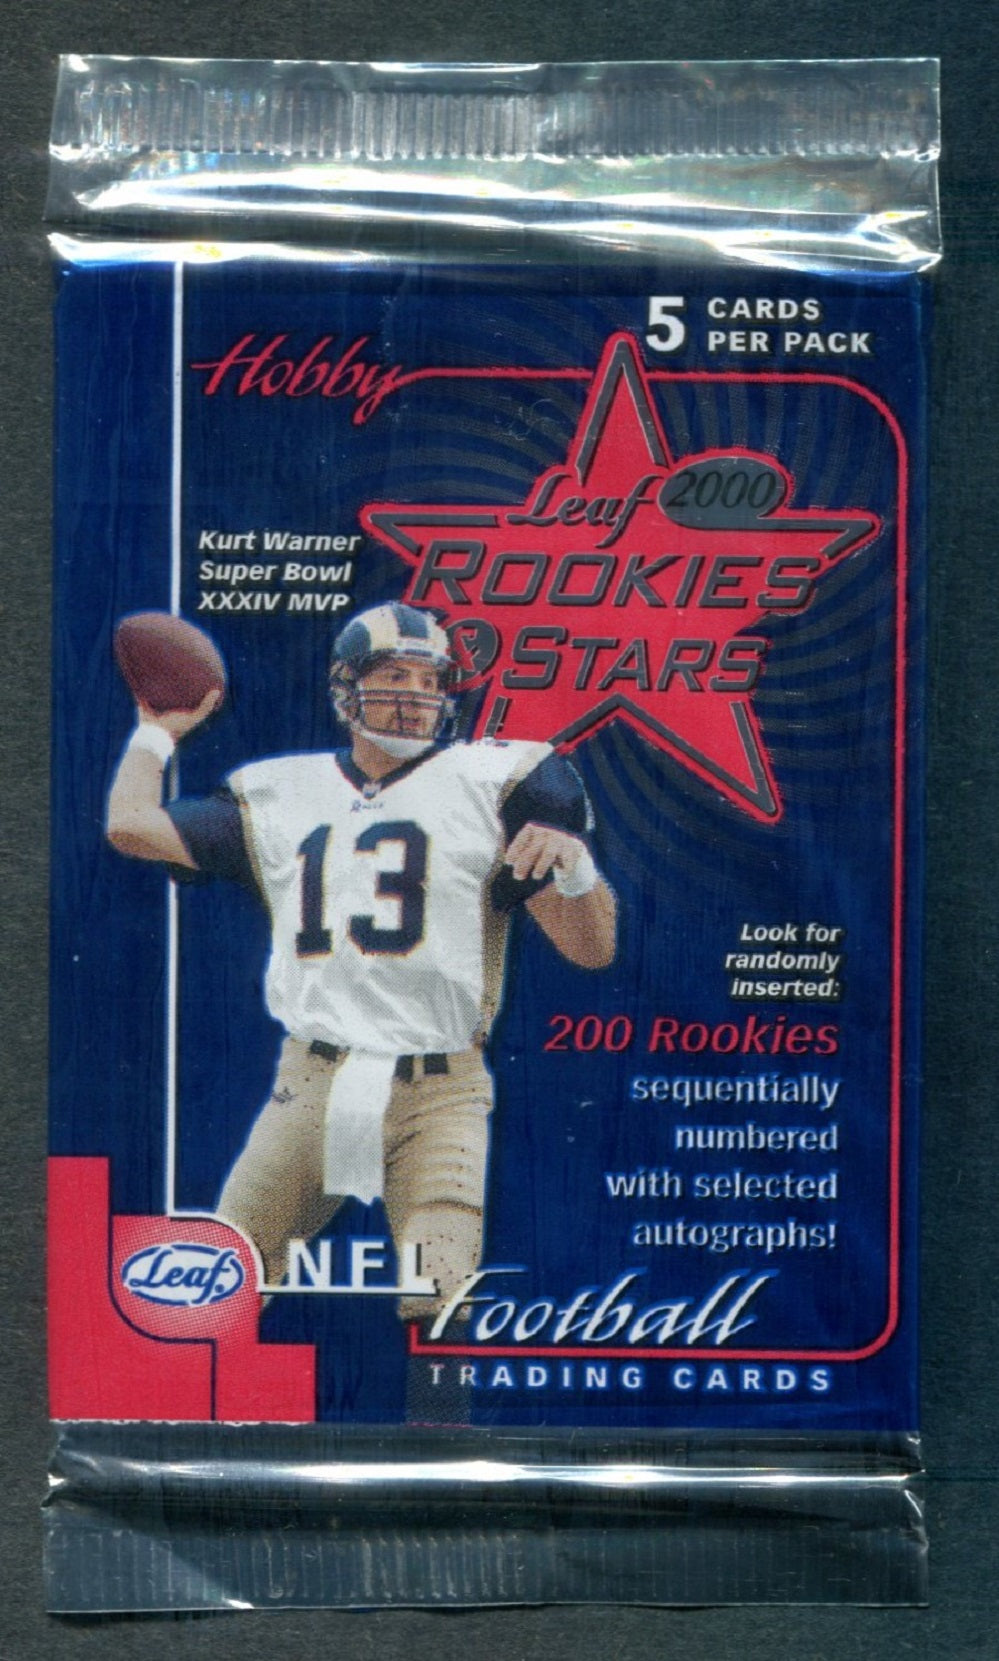 5 CARDS
PER PACK
Hobby
Leaf 2000
ROOKIES
& STARS
Kurt Warner
Super Bowl
XXXIV MVP
13
Look for
randomly
inserted:
200 Rookies
sequentially
numbered
with selected
autographs!
Leaf
NFL
Football
TRADING CARDS